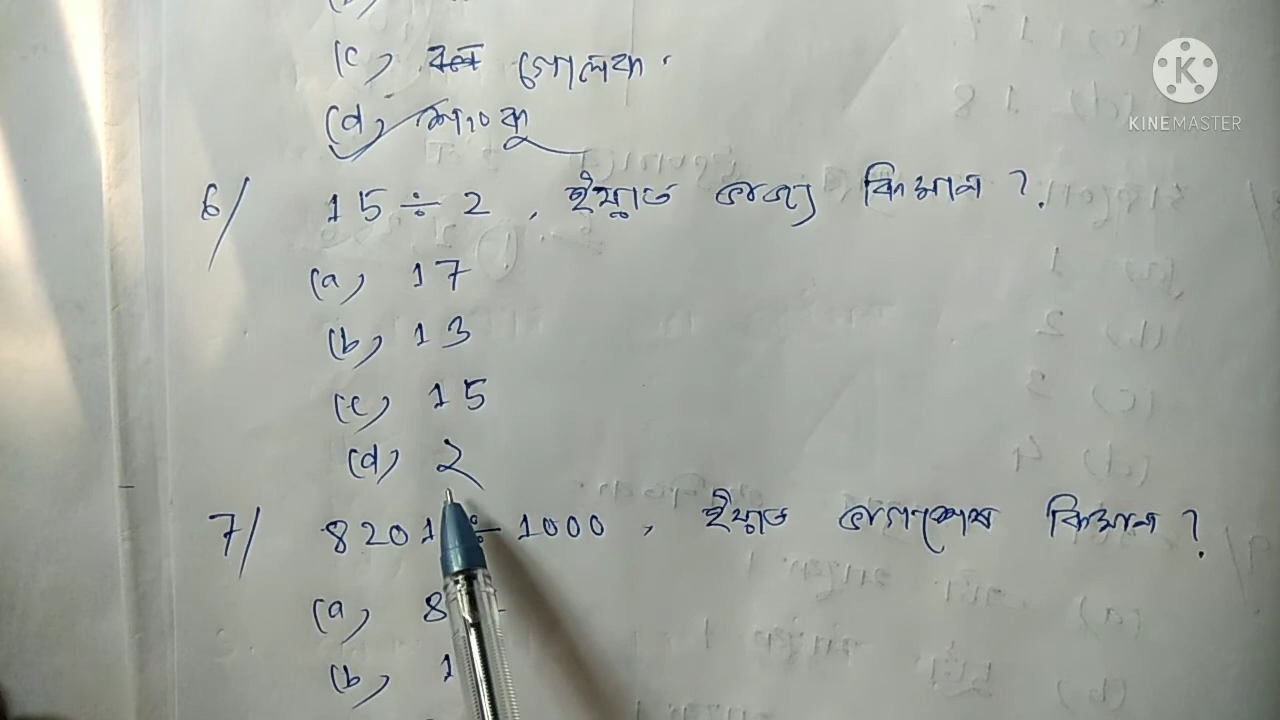 (c) গোলক
(d) শংকু
6/ 15 ÷ 2 , ইয়াত ভাজ্য কিমান ?
(a) 17
(b) 13
(c) 15
(d) 2
7/ 8201 ÷ 1000 , ইয়াত ভাগশেষ কিমান ?
(a) 8
(b) 1
KINEMASTER